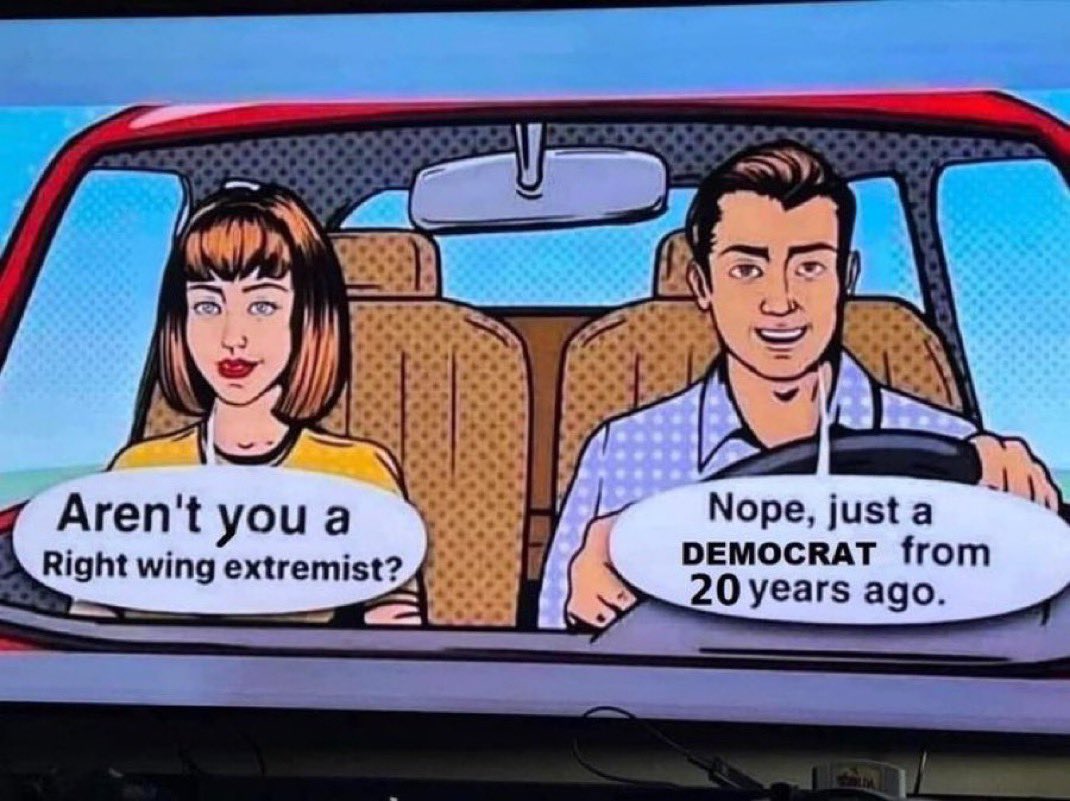 Aren't you a
Right wing extremist?
Nope, just a
DEMOCRAT from
20 years ago.